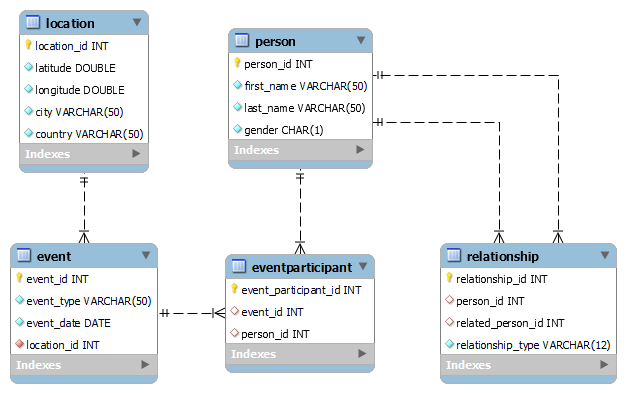 location
location_id INT
latitude DOUBLE
longitude DOUBLE
city VARCHAR(50)
country VARCHAR(50)
Indexes
person
person_id INT
first_name VARCHAR(50)
last_name VARCHAR(50)
gender CHAR(1)
Indexes
event
event_id INT
event_type VARCHAR(50)
event_date DATE
location_id INT
Indexes
eventparticipant
event_participant_id INT
event_id INT
person_id INT
Indexes
relationship
relationship_id INT
person_id INT
related_person_id INT
relationship_type VARCHAR(12)
Indexes